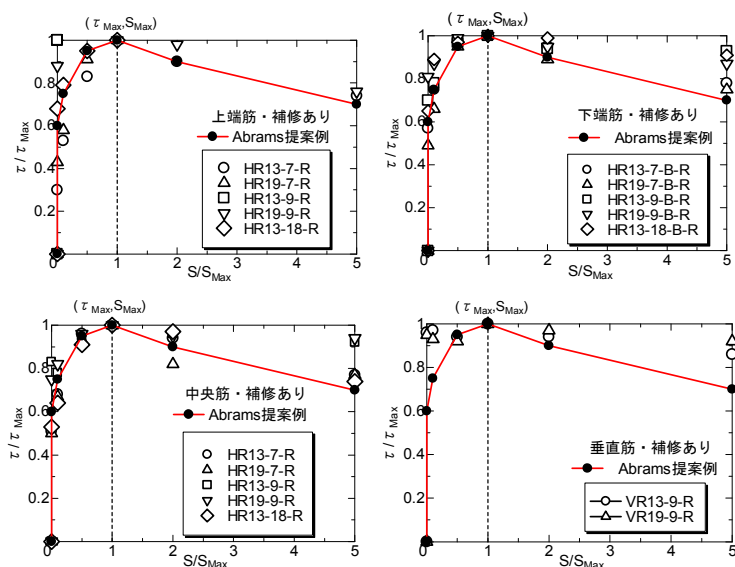 (τMax,SMax)
1
0.8
0.6
0.4
0.2
τ/τMax
上端筋・補修あり
Abrams提案例
HR13-7-R
HR19-7-R
HR13-9-R
HR19-9-R
HR13-18-R
0 1 2 3 4 5
S/SMax
(τMax,SMax)
1
0.8
0.6
0.4
0.2
τ/τMax
下端筋・補修あり
Abrams提案例
HR13-7-B-R
HR19-7-B-R
HR13-9-B-R
HR19-9-B-R
HR13-18-B-R
0 1 2 3 4 5
S/SMax
(τMax,SMax)
1
0.8
0.6
0.4
0.2
τ/τMax
中央筋・補修あり
Abrams提案例
HR13-7-R
HR19-7-R
HR13-9-R
HR19-9-R
HR13-18-R
0 1 2 3 4 5
S/SMax
(τMax,SMax)
1
0.8
0.6
0.4
0.2
τ/τMax
垂直筋・補修あり
Abrams提案例
VR13-9-R
VR19-9-R
0 1 2 3 4 5
S/SMax